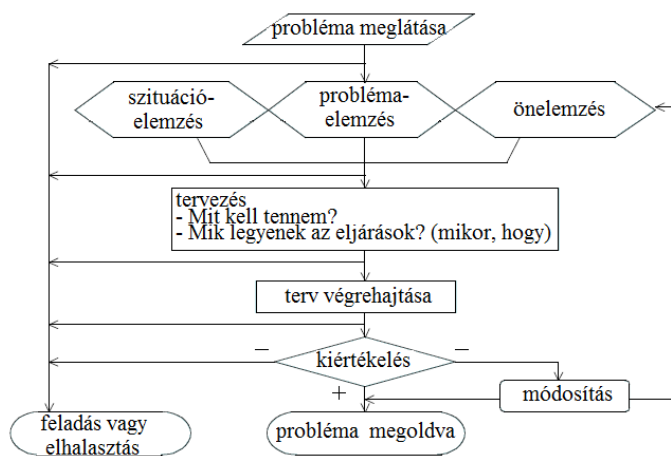 probléma meglátása
szituáció-
elemzés
probléma-
elemzés
önelemzés
tervezés
- Mit kell tennem?
- Mik legyenek az eljárások? (mikor, hogy)
terv végrehajtása
–
kiértékelés
–
+
módosítás
feladás vagy
elhalasztás
probléma megoldva